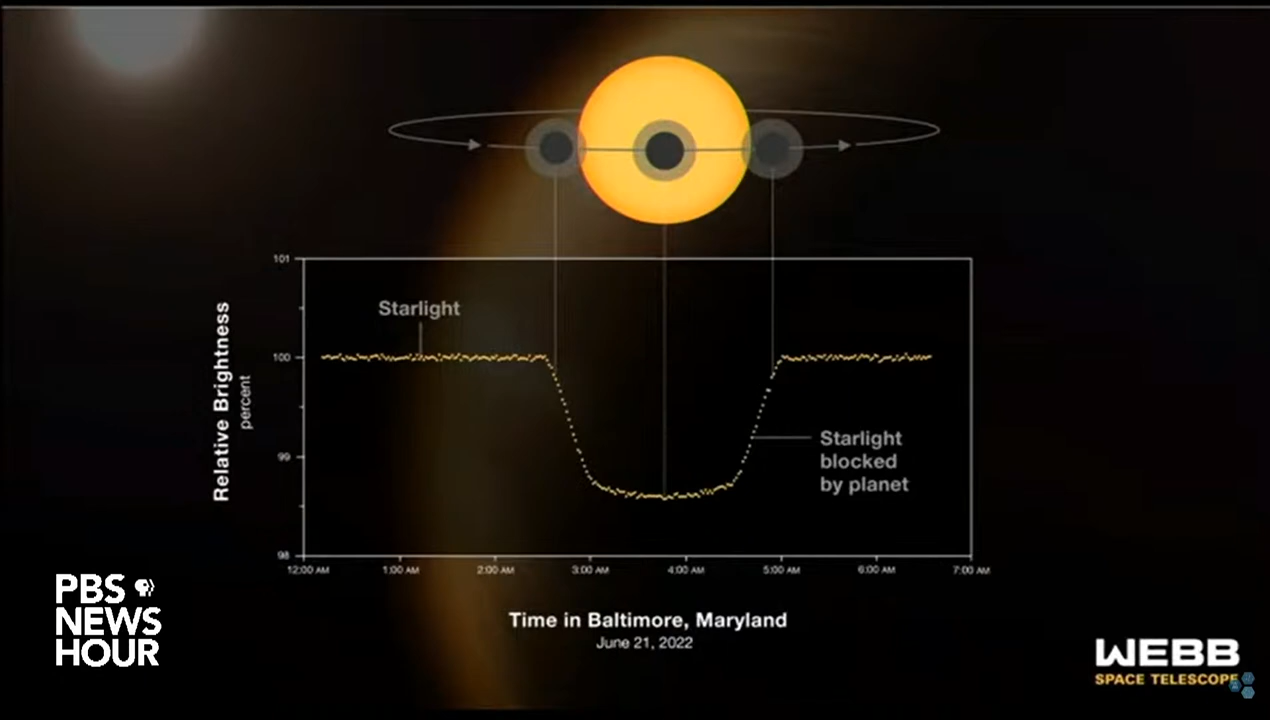 101
Starlight
100
Relative Brightness
percent
99
Starlight
blocked
by planet
98
12:00 AM 1:00 AM 2:00 AM 3:00 AM 4:00 AM 5:00 AM 6:00 AM 7:00 AM
Time in Baltimore, Maryland
June 21, 2022
PBS
NEWS
HOUR
WEBB
SPACE TELESCOPE